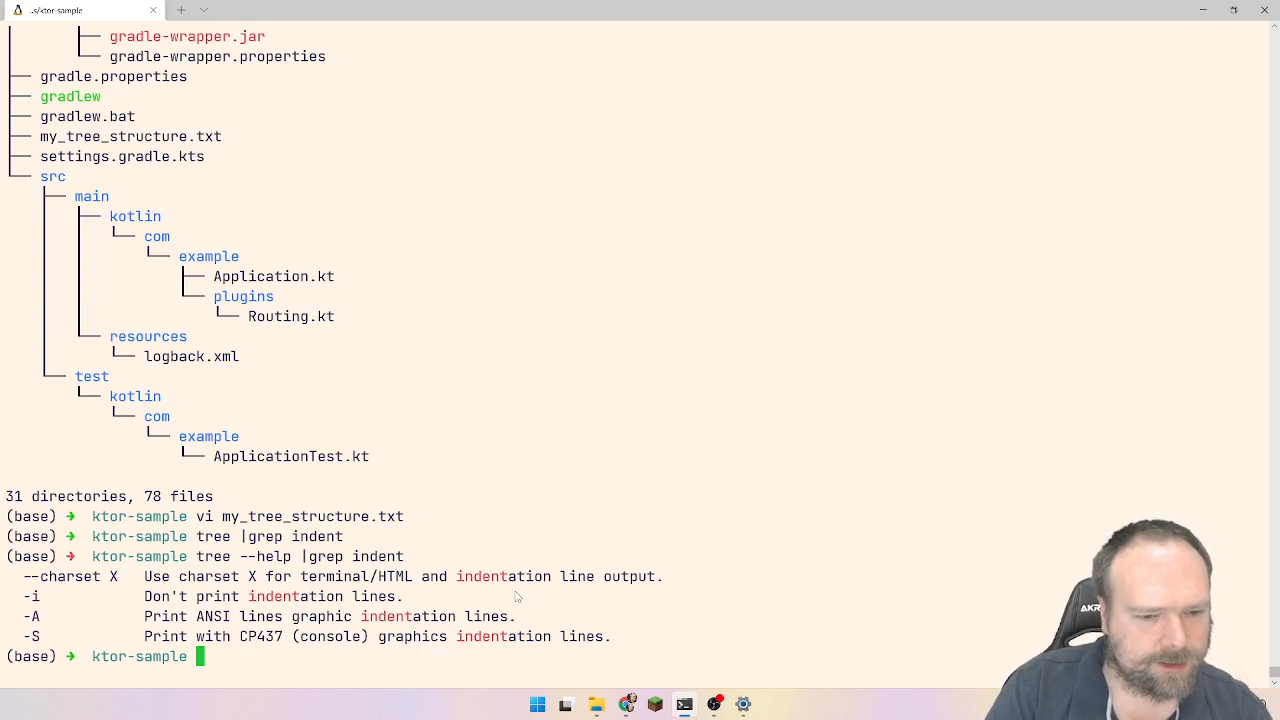 ../ktor-sample
gradle-wrapper.jar
gradle-wrapper.properties
gradle.properties
gradlew
gradlew.bat
my_tree_structure.txt
settings.gradle.kts
src
main
kotlin
com
example
Application.kt
plugins
Routing.kt
resources
logback.xml
test
kotlin
com
example
ApplicationTest.kt
31 directories, 78 files
(base) → ktor-sample vi my_tree_structure.txt
(base) → ktor-sample tree |grep indent
(base) → ktor-sample tree --help |grep indent
--charset X Use charset X for terminal/HTML and indentation line output.
-i Don't print indentation lines.
-A Print ANSI lines graphic indentation lines.
-S Print with CP437 (console) graphics indentation lines.
(base) → ktor-sample